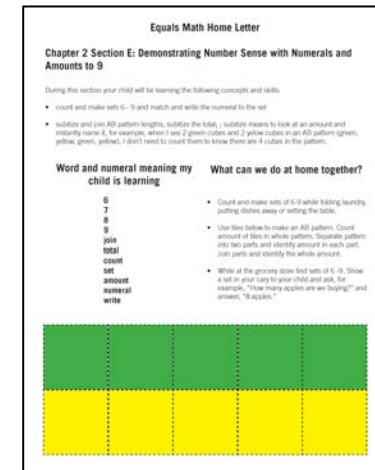 Equals Math Home Letter
Chapter 2 Section E: Demonstrating Number Sense with Numerals and
Amounts to 9
During this section your child will be learning the following concepts and skills:
• count and make sets 6 - 9 and match and write the numeral to the set
• subitize and join AB pattern lengths, subitize the total, ; subitize means to look at an amount and
instantly name it, for example, when I see 2 green cubes and 2 yellow cubes in an AB pattern (green,
yellow, green, yellow), I don't need to count them to know there are 4 cubes in the pattern.
Word and numeral meaning my
child is learning
6
7
8
9
join
total
count
set
amount
numeral
write
What can we do at home together?
• Count and make sets of 6-9 while folding laundry,
putting dishes away or setting the table.
• Use tiles below to make an AB pattern. Count
amount of tiles in whole pattern. Separate pattern
into two parts and identify amount in each part.
Join parts and identify the whole amount.
• While at the grocery store find sets of 6 -9. Show
a set in your cary to your child and ask, for
example, "How many apples are we buying?" and
answer, "8 apples."